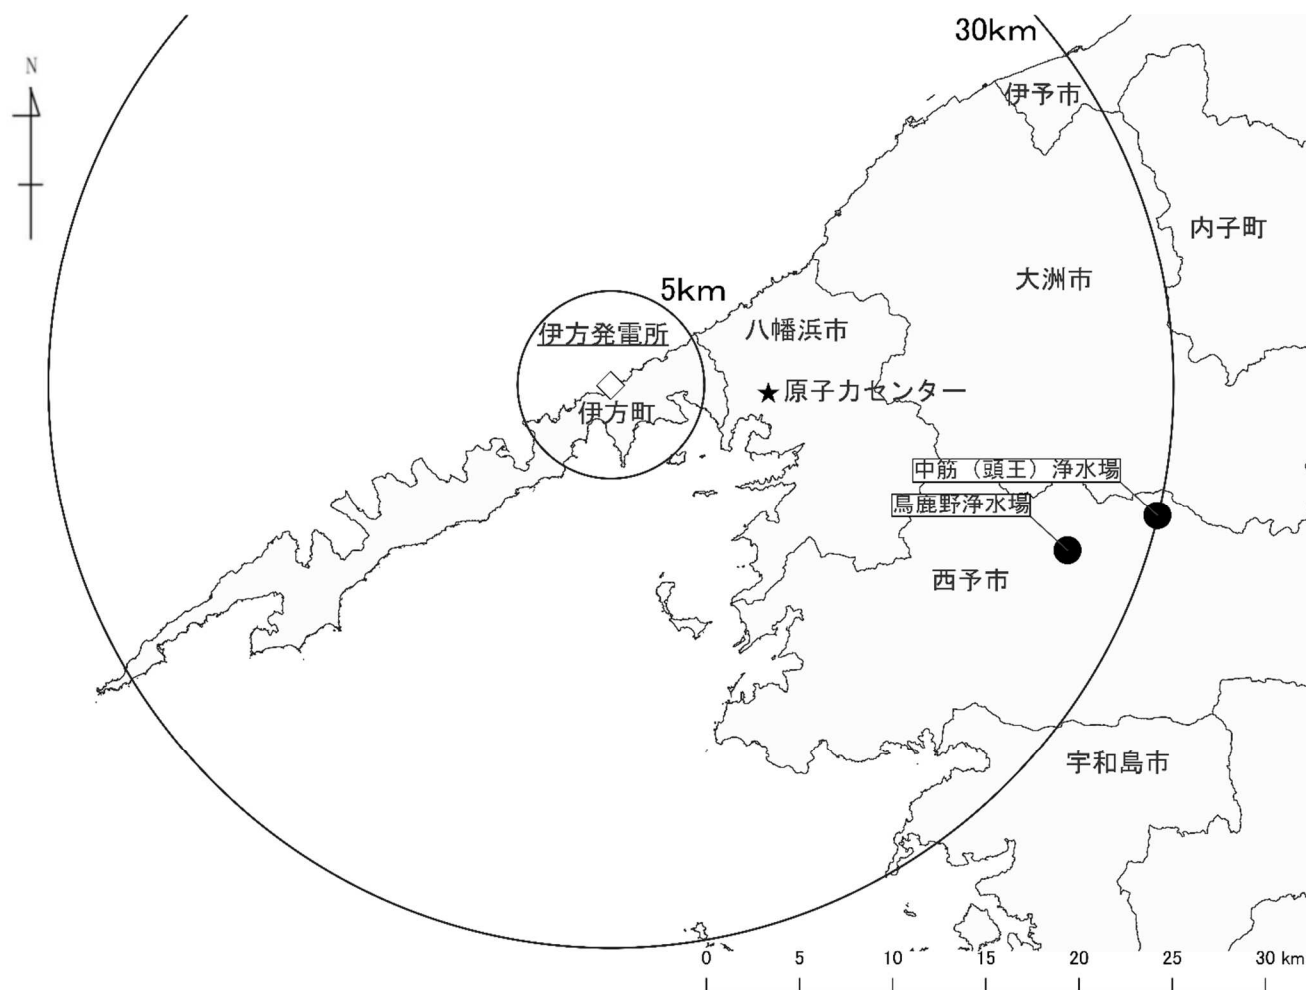 30km
N
伊予市
内子町
大洲市
5km
伊方発電所
八幡浜市
★原子力センター
伊方町
中筋（頭王）浄水場
鳥鹿野浄水場
西予市
宇和島市
0 5 10 15 20 25 30 km